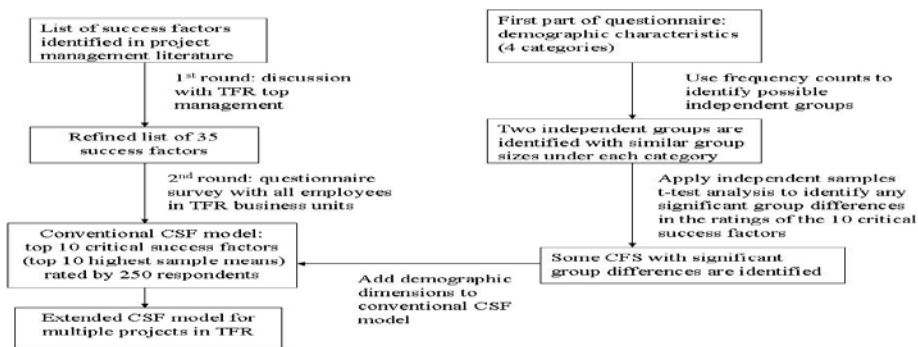 List of success factors
identified in project
management literature
1st round: discussion
with TFR top
management
Refined list of 35
success factors
2nd round: questionnaire
survey with all employees
in TFR business units
Conventional CSF model:
top 10 critical success factors
(top 10 highest sample means)
rated by 250 respondents
Extended CSF model for
multiple projects in TFR
First part of questionnaire:
demographic characteristics
(4 categories)
Use frequency counts to
identify possible
independent groups
Two independent groups are
identified with similar group
sizes under each category
Apply independent samples
t-test analysis to identify any
significant group differences
in the ratings of the 10 critical
success factors
Some CFS with significant
group differences are identified
Add demographic
dimensions to
conventional CSF
model